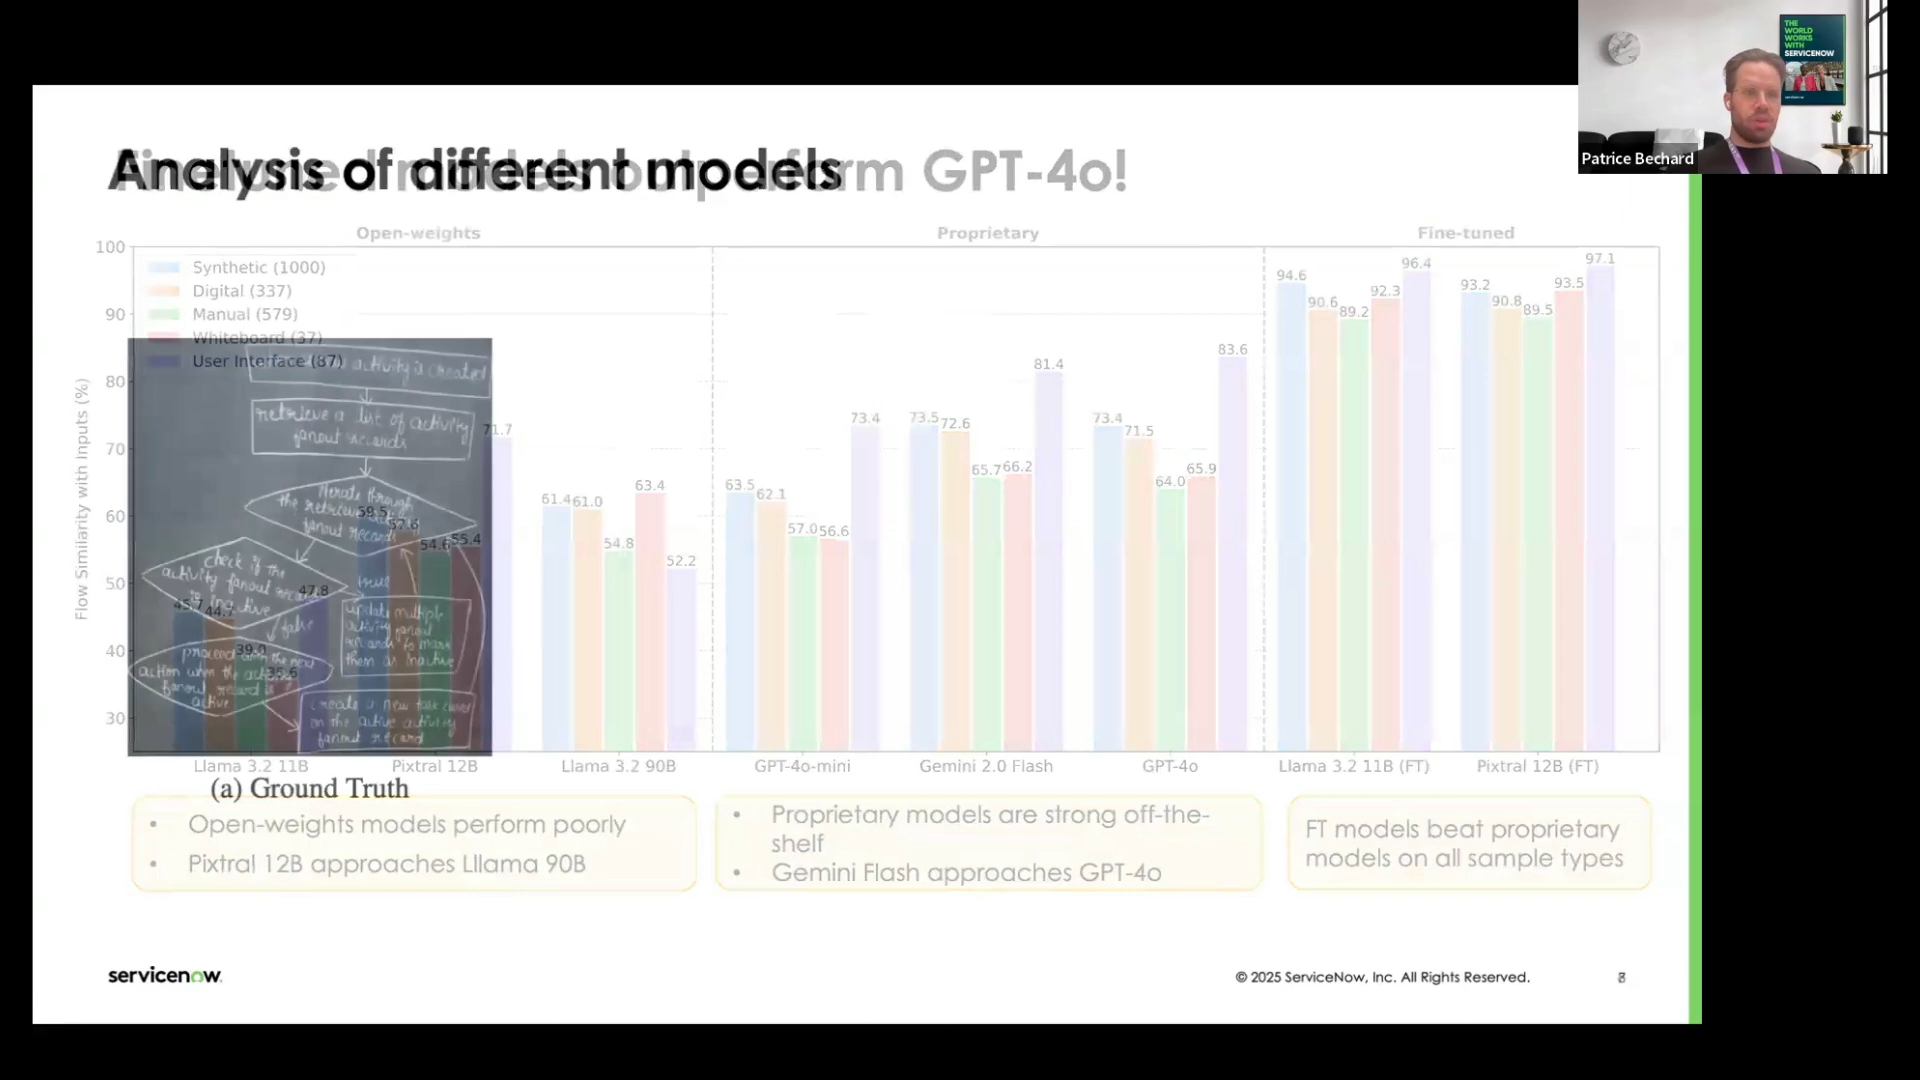 THE
WORLD
WORKS
WITH
SERVICENOW
Patrice Bechard
Analysis of different models
Finetuned models outperform GPT-4o!
Open-weights
Proprietary
Fine-tuned
Flow Similarity with Inputs (%)
100
90
80
70
60
50
40
30
Synthetic (1000)
Digital (337)
Manual (579)
Whiteboard (37)
User Interface (87)
45.7 44.7 39.0 35.6 47.8
59.5 57.6 54.6 55.4 71.7
61.4 61.0 54.8 63.4 52.2
63.5 62.1 57.0 56.6 73.4
73.5 72.6 65.7 66.2 81.4
73.4 71.5 64.0 65.9 83.6
94.6 90.6 89.2 92.3 96.4
93.2 90.8 89.5 93.5 97.1
activity is created
retrieve a list of activity
fanout records
Iterate through
the retrieved
fanout records
check if the
activity fanout record
is inactive
true
false
update multiple
activity fanout
records to mark
them as inactive
proceed with the next
action when the activity
fanout record is
active
create a new task based
on the active activity
fanout record
Llama 3.2 11B
Pixtral 12B
Llama 3.2 90B
GPT-4o-mini
Gemini 2.0 Flash
GPT-4o
Llama 3.2 11B (FT)
Pixtral 12B (FT)
(a) Ground Truth
• Open-weights models perform poorly
• Pixtral 12B approaches Lllama 90B
• Proprietary models are strong off-the-
shelf
• Gemini Flash approaches GPT-4o
FT models beat proprietary
models on all sample types
servicenow
© 2025 ServiceNow, Inc. All Rights Reserved.